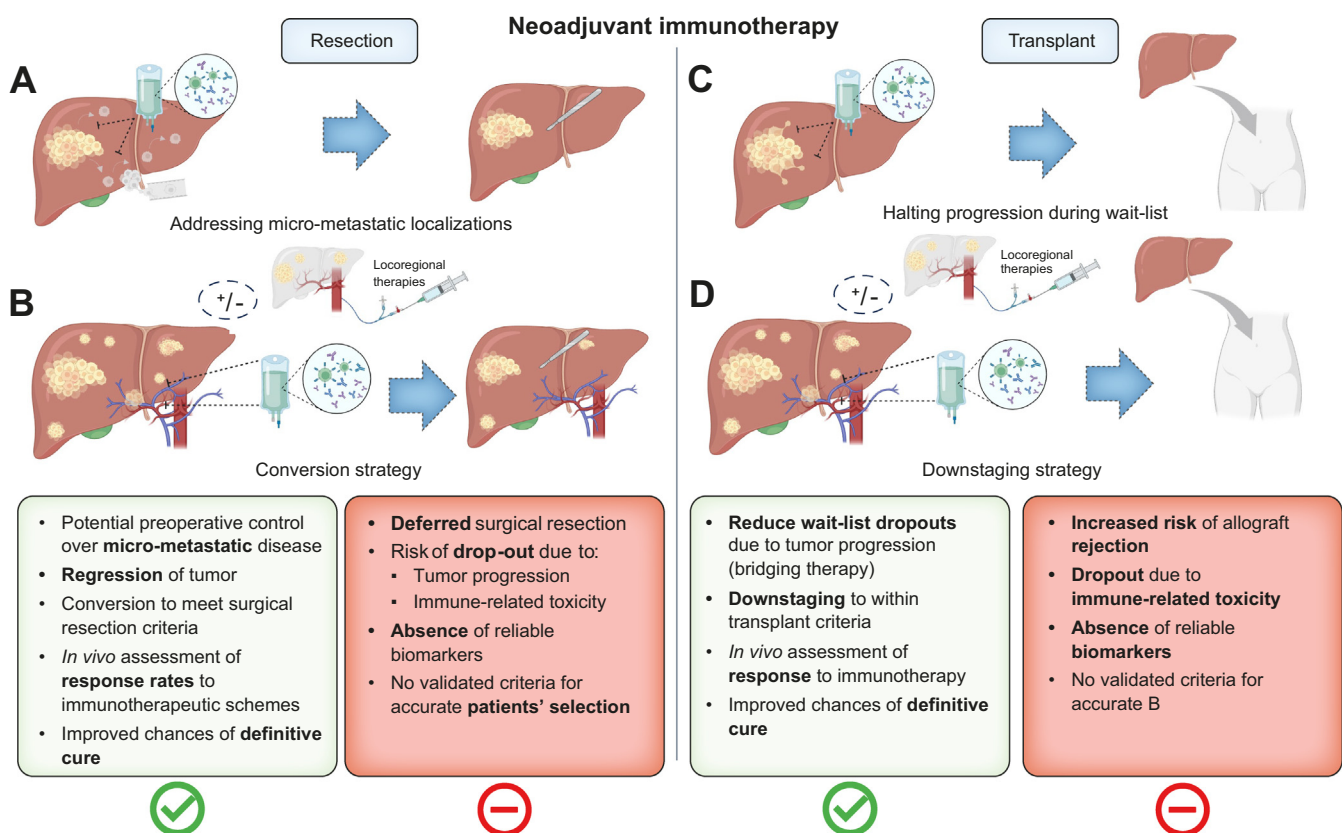 Neoadjuvant immunotherapy
Resection
Transplant
A
Addressing micro-metastatic localizations
B
+/-
Locoregional
therapies
Conversion strategy
C
Halting progression during wait-list
D
+/-
Locoregional
therapies
Downstaging strategy
• Potential preoperative control
over micro-metastatic disease
• Regression of tumor
• Conversion to meet surgical
resection criteria
• In vivo assessment of
response rates to
immunotherapeutic schemes
• Improved chances of definitive
cure
• Deferred surgical resection
• Risk of drop-out due to:
▪ Tumor progression
▪ Immune-related toxicity
• Absence of reliable
biomarkers
• No validated criteria for
accurate patients' selection
• Reduce wait-list dropouts
due to tumor progression
(bridging therapy)
• Downstaging to within
transplant criteria
• In vivo assessment of
response to immunotherapy
• Improved chances of definitive
cure
• Increased risk of allograft
rejection
• Dropout due to
immune-related toxicity
• Absence of reliable
biomarkers
• No validated criteria for
accurate B